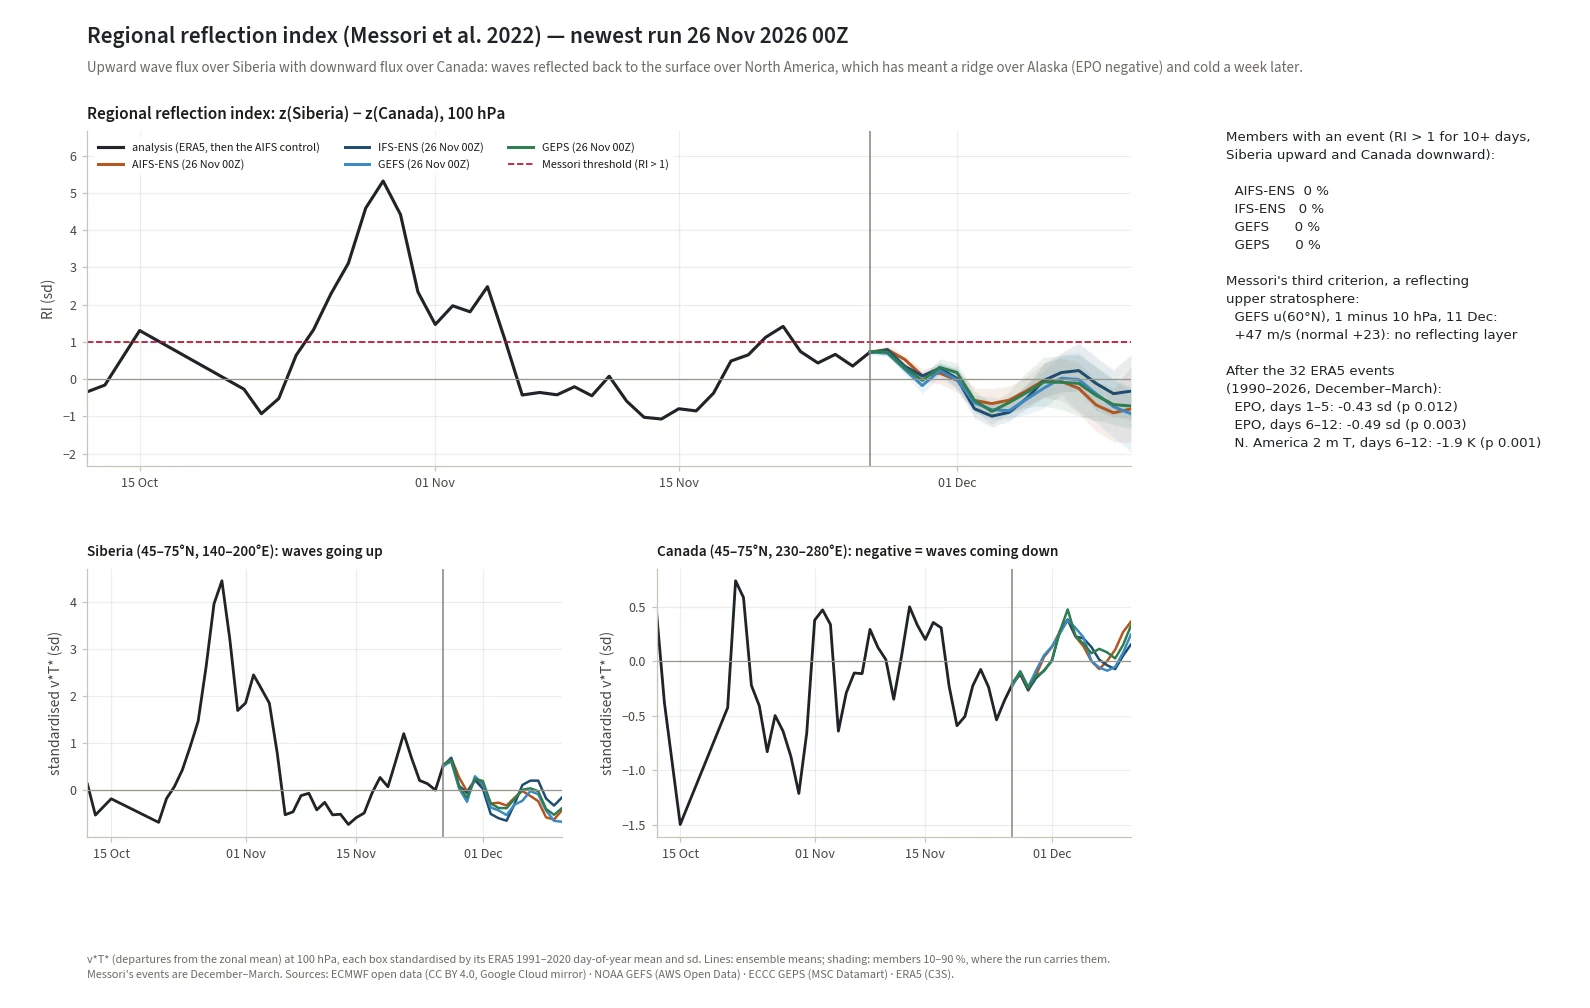 Regional reflection index (Messori et al. 2022) — newest run 26 Nov 2026 00Z
Upward wave flux over Siberia with downward flux over Canada: waves reflected back to the surface over North America, which has meant a ridge over Alaska (EPO negative) and cold a week later.
Regional reflection index: z(Siberia) − z(Canada), 100 hPa
analysis (ERA5, then the AIFS control)
AIFS-ENS (26 Nov 00Z)
IFS-ENS (26 Nov 00Z)
GEFS (26 Nov 00Z)
GEPS (26 Nov 00Z)
Messori threshold (RI > 1)
RI (sd)
6
5
4
3
2
1
0
−1
−2
15 Oct
01 Nov
15 Nov
01 Dec
Members with an event (RI > 1 for 10+ days,
Siberia upward and Canada downward):
AIFS-ENS 0 %
IFS-ENS 0 %
GEFS 0 %
GEPS 0 %
Messori's third criterion, a reflecting
upper stratosphere:
GEFS u(60°N), 1 minus 10 hPa, 11 Dec:
+47 m/s (normal +23): no reflecting layer
After the 32 ERA5 events
(1990–2026, December–March):
EPO, days 1–5: -0.43 sd (p 0.012)
EPO, days 6–12: -0.49 sd (p 0.003)
N. America 2 m T, days 6–12: -1.9 K (p 0.001)
Siberia (45–75°N, 140–200°E): waves going up
standardised v*T* (sd)
4
3
2
1
0
15 Oct
01 Nov
15 Nov
01 Dec
Canada (45–75°N, 230–280°E): negative = waves coming down
standardised v*T* (sd)
0.5
0.0
−0.5
−1.0
−1.5
15 Oct
01 Nov
15 Nov
01 Dec
v*T* (departures from the zonal mean) at 100 hPa, each box standardised by its ERA5 1991–2020 day-of-year mean and sd. Lines: ensemble means; shading: members 10–90 %, where the run carries them.
Messori's events are December–March. Sources: ECMWF open data (CC BY 4.0, Google Cloud mirror) · NOAA GEFS (AWS Open Data) · ECCC GEPS (MSC Datamart) · ERA5 (C3S).